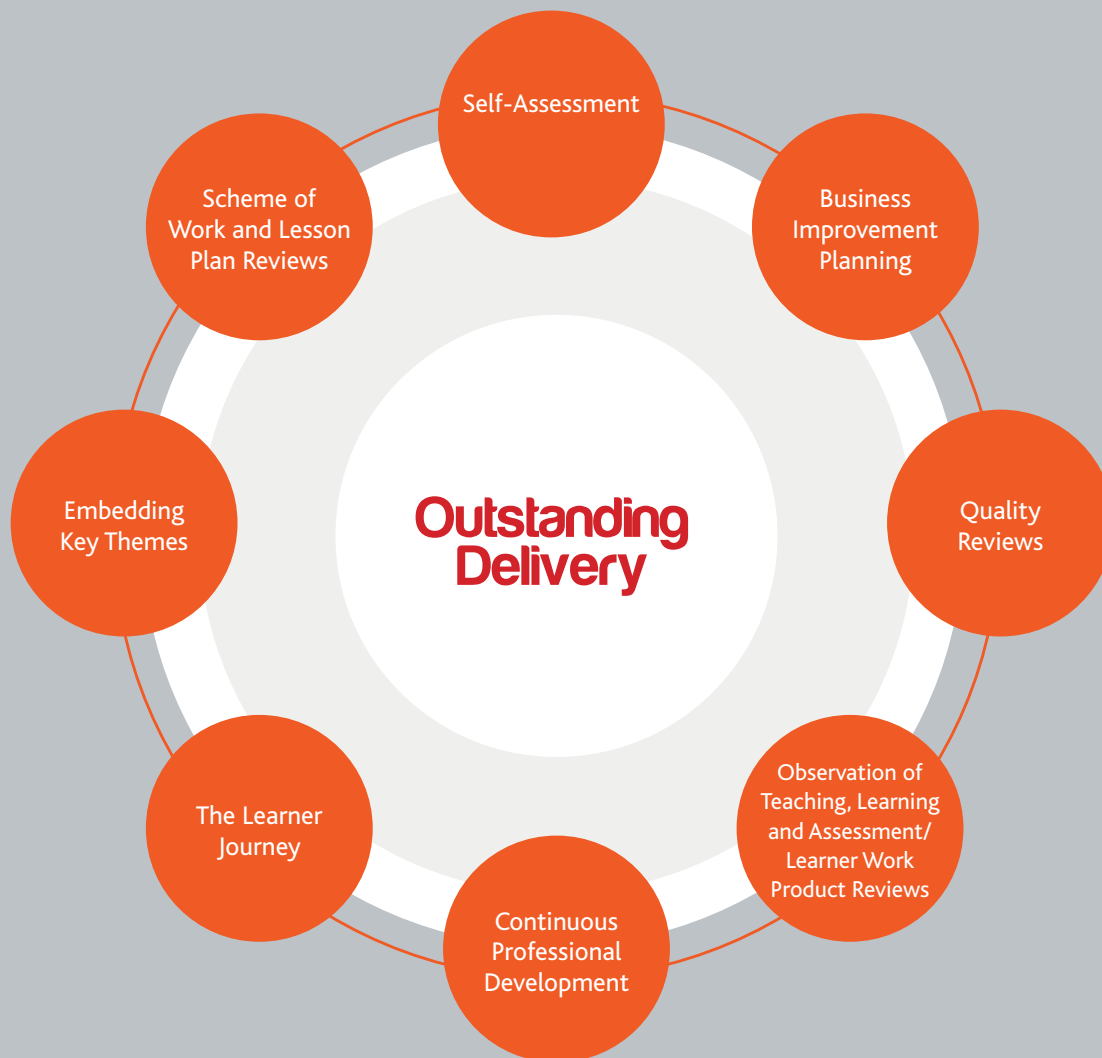 Self-Assessment
Business
Improvement
Planning
Quality
Reviews
Observation of
Teaching, Learning
and Assessment/
Learner Work
Product Reviews
Continuous
Professional
Development
The Learner
Journey
Embedding
Key Themes
Scheme of
Work and Lesson
Plan Reviews
Outstanding
Delivery